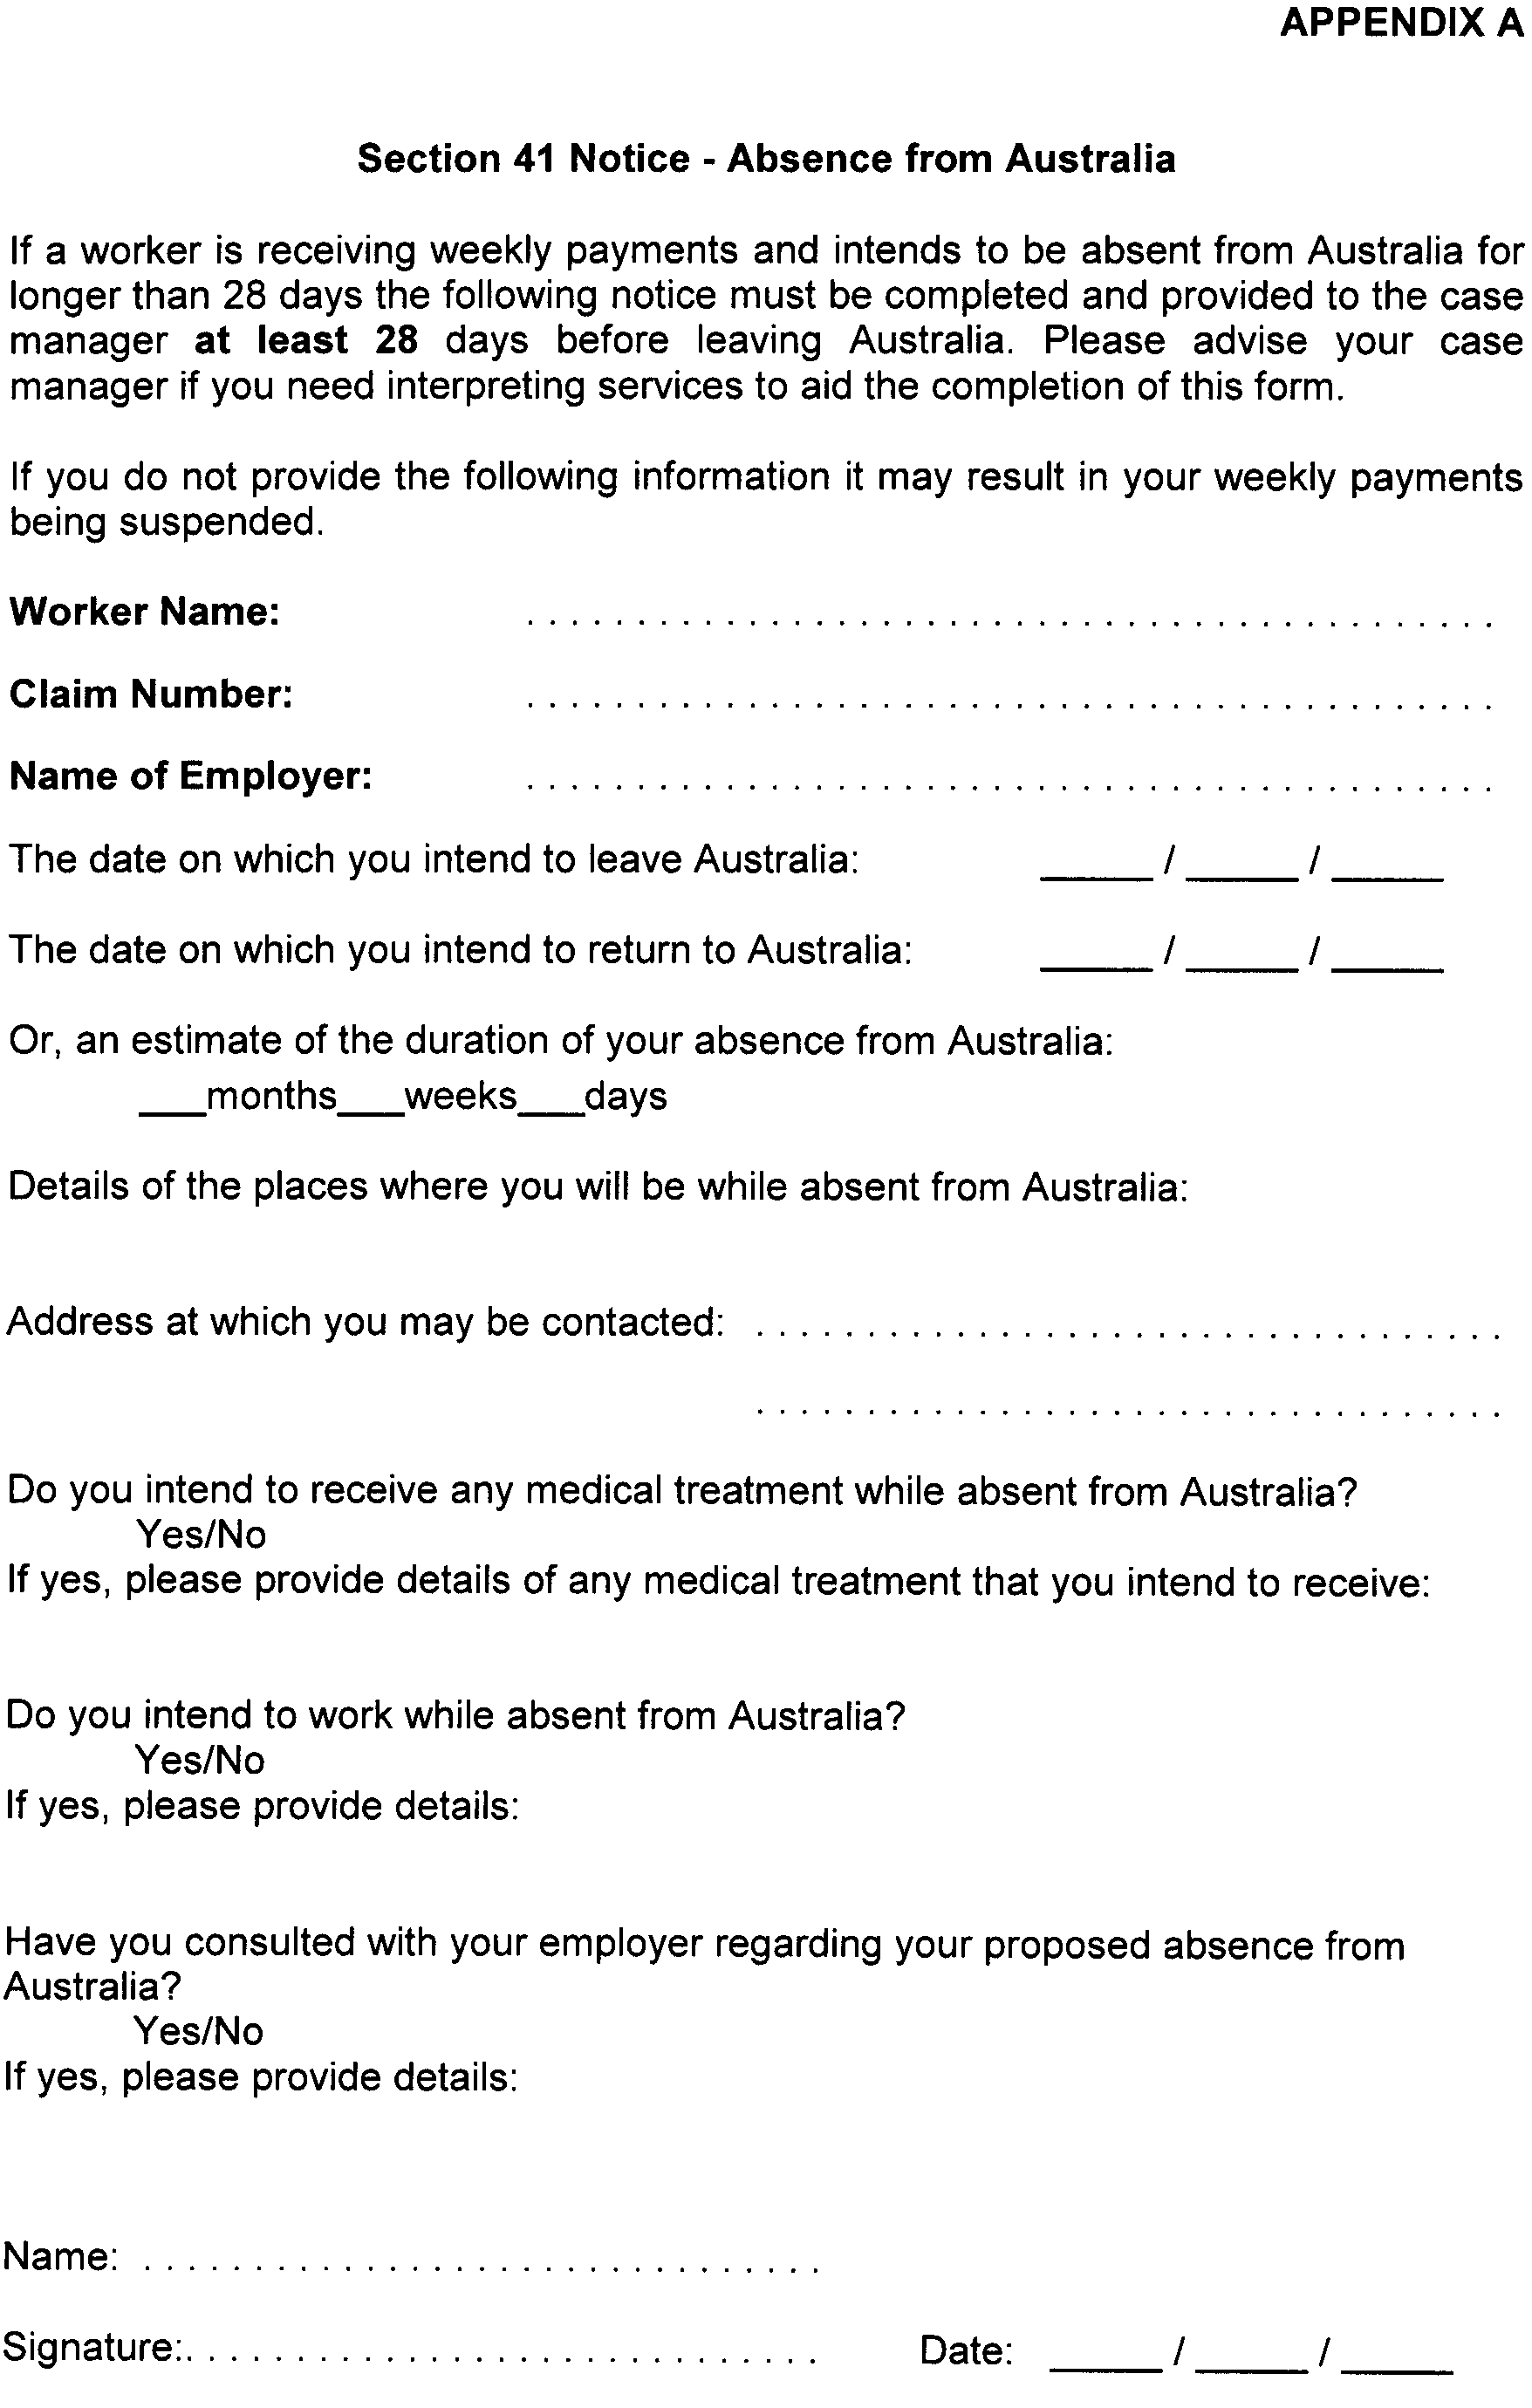 APPENDIX A
Section 41 Notice - Absence from Australia
If a worker is receiving weekly payments and intends to be absent from Australia for
longer than 28 days the following notice must be completed and provided to the case
manager at least 28 days before leaving Australia. Please advise your case
manager if you need interpreting services to aid the completion of this form.
If you do not provide the following information it may result in your weekly payments
being suspended.
Worker Name: ............................................
Claim Number: ............................................
Name of Employer: ............................................
The date on which you intend to leave Australia: _____ / _____ / _____
The date on which you intend to return to Australia: _____ / _____ / _____
Or, an estimate of the duration of your absence from Australia:
___months___weeks___days
Details of the places where you will be while absent from Australia:
Address at which you may be contacted: ..................................
..................................
Do you intend to receive any medical treatment while absent from Australia?
Yes/No
If yes, please provide details of any medical treatment that you intend to receive:
Do you intend to work while absent from Australia?
Yes/No
If yes, please provide details:
Have you consulted with your employer regarding your proposed absence from
Australia?
Yes/No
If yes, please provide details:
Name: ...............................
Signature:.............................. Date: _____ / _____ / _____